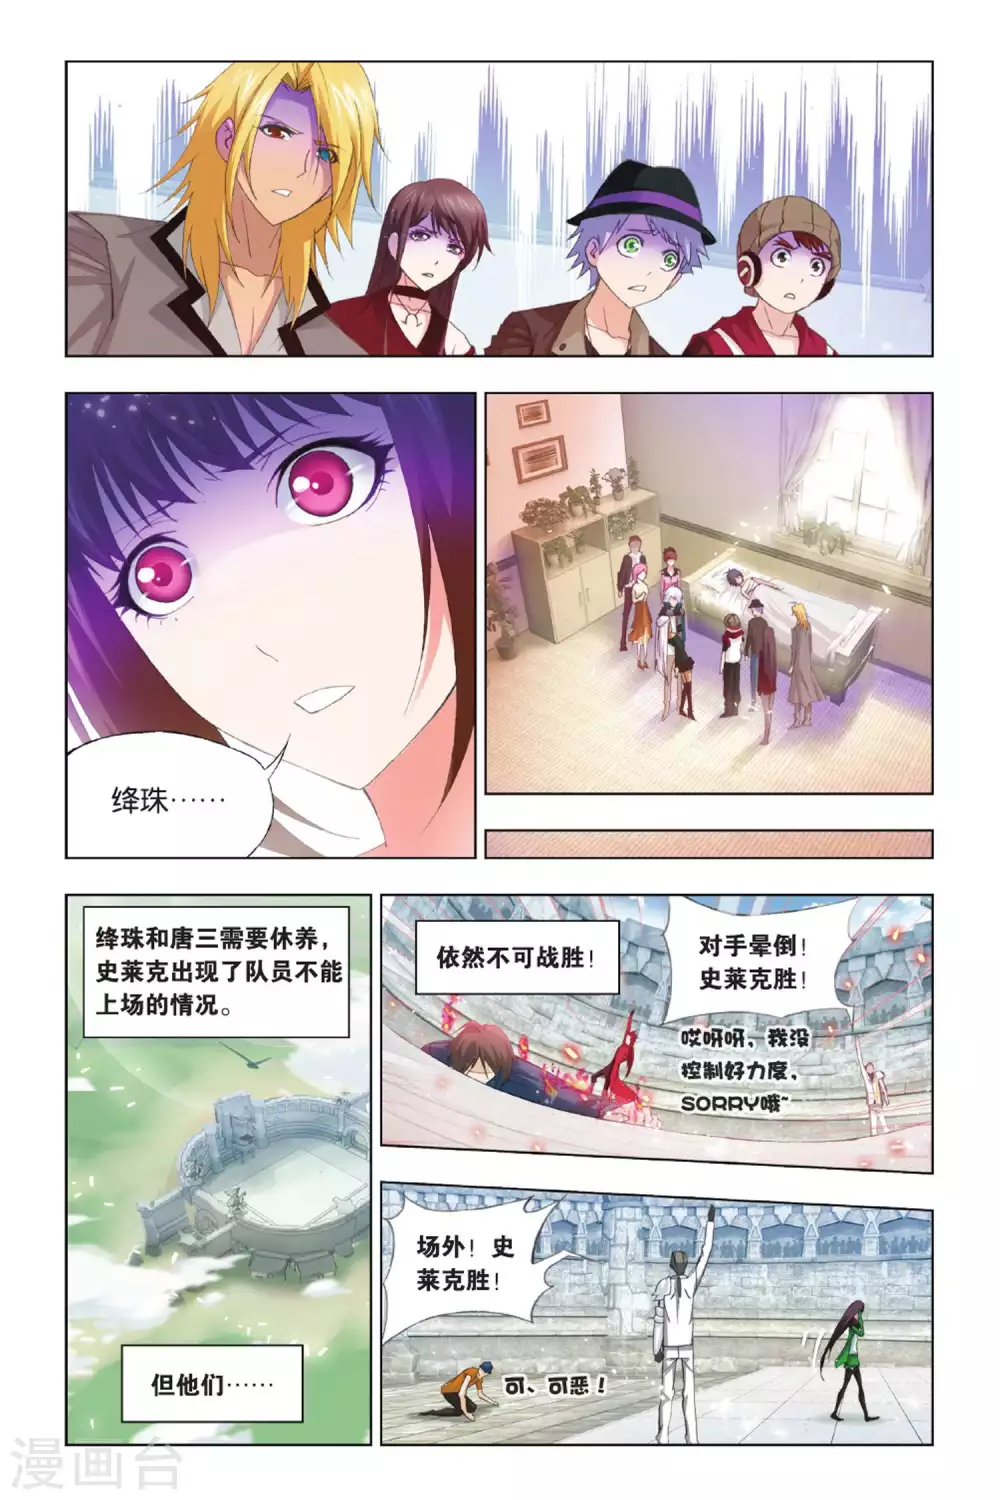 绛珠……
绛珠和唐三需要休养，
史莱克出现了队员不能
上场的情况。
但他们……
依然不可战胜！
对手晕倒！
史莱克胜！
哎呀呀，我没
控制好力度，
SORRY哦~
场外！史
莱克胜！
可、可恶！
漫画台